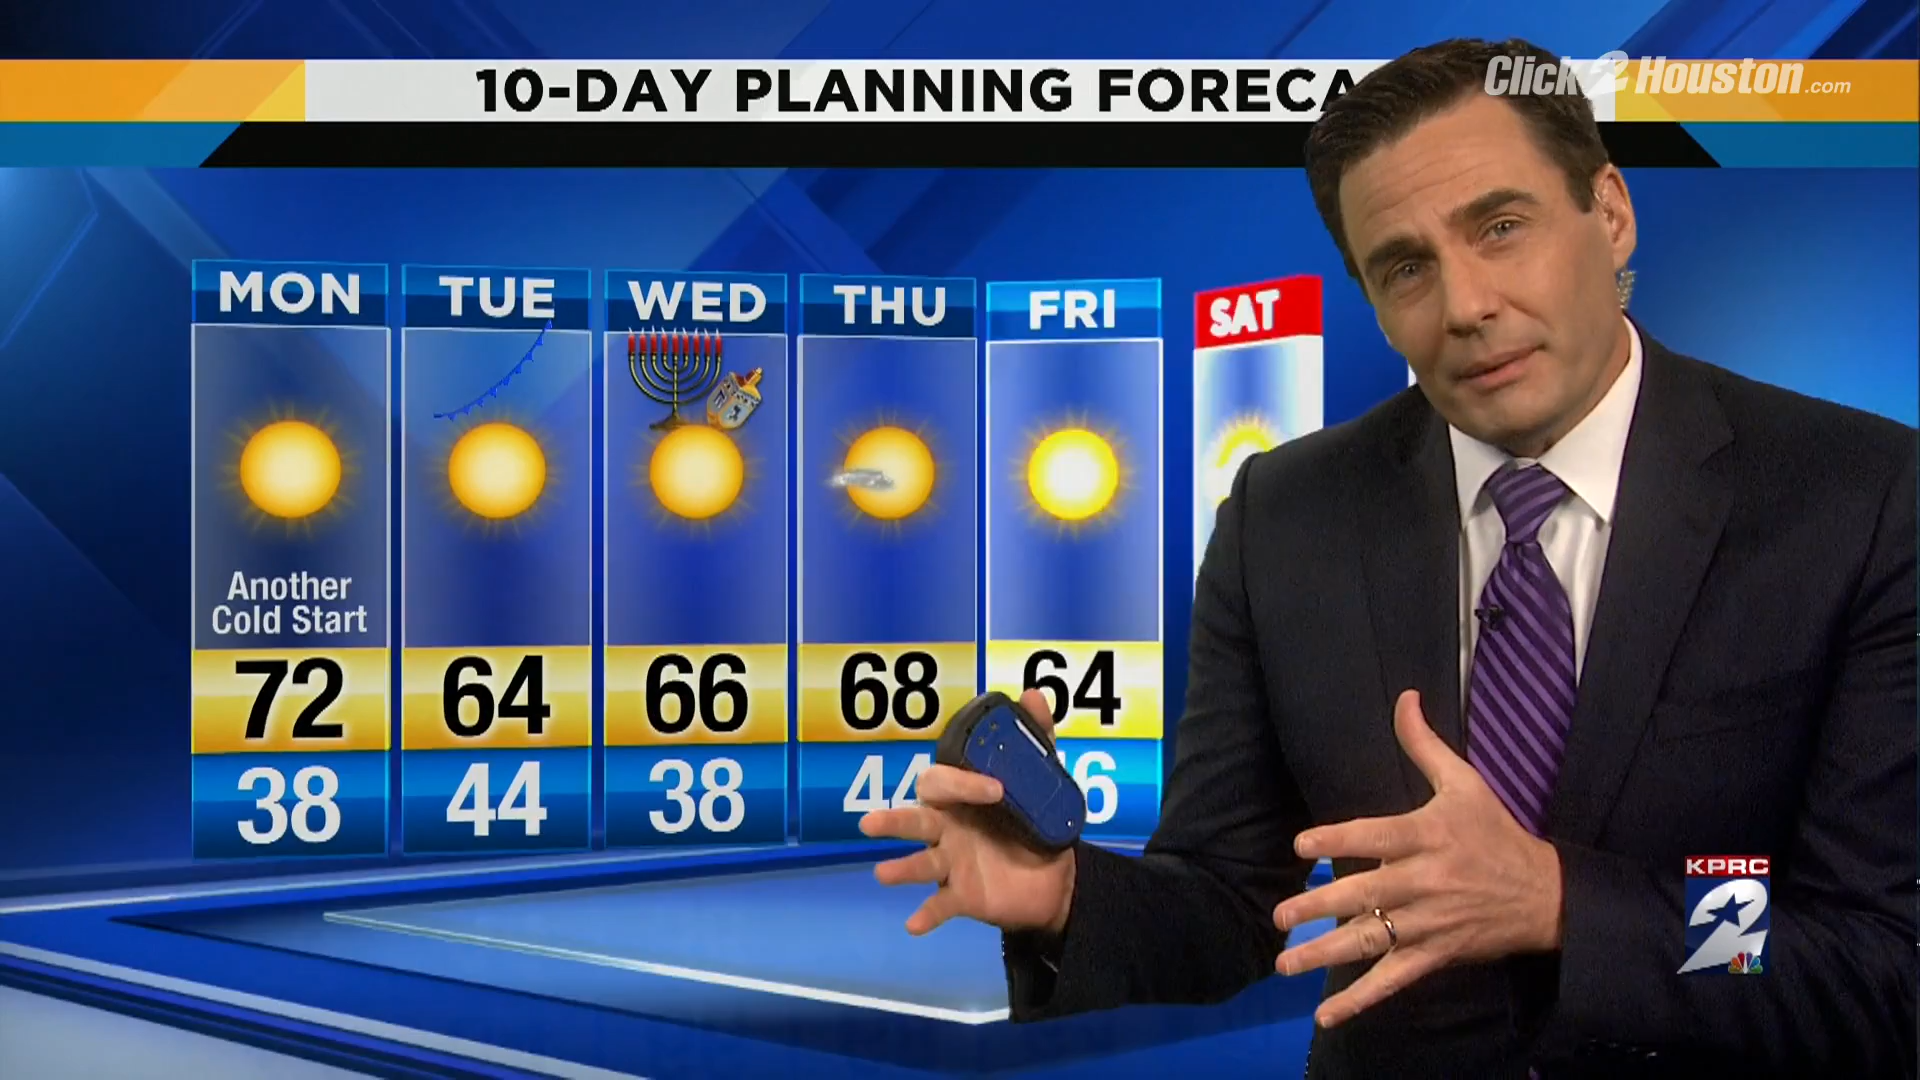 10-DAY PLANNING FORECA
Click2Houston.com
MON
TUE
WED
THU
FRI
SAT
Another
Cold Start
72
64
66
68
64
38
44
38
44
KPRC
2